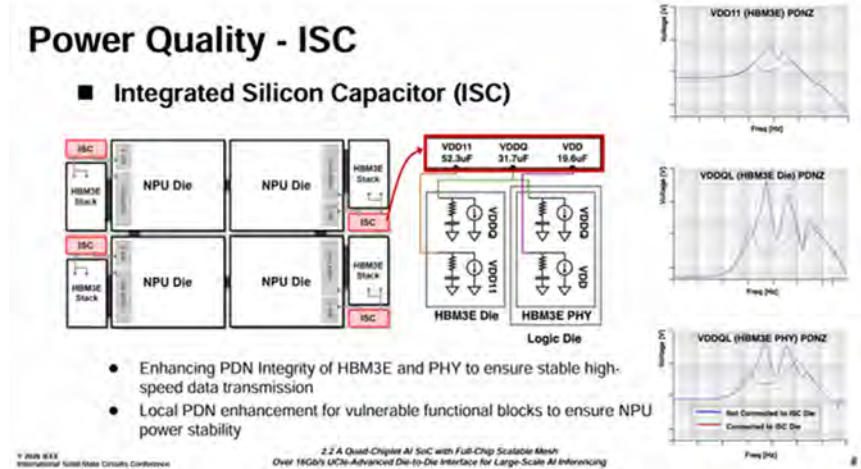 Power Quality - ISC
■ Integrated Silicon Capacitor (ISC)
ISC
HBM3E
Stack
NPU Die
NPU Die
HBM3E
Stack
ISC
ISC
HBM3E
Stack
NPU Die
NPU Die
HBM3E
Stack
ISC
VDD11 VDDQ VDD
52.3uF 31.7uF 19.6uF
VDDQ
VDDQ
VDD11
VDD
HBM3E Die
HBM3E PHY
Logic Die
VDD11 (HBM3E) PDNZ
Voltage [V]
Freq [Hz]
VDDQL (HBM3E Die) PDNZ
Voltage [V]
Freq [Hz]
VDDQL (HBM3E PHY) PDNZ
Voltage [V]
Not Connected to ISC Die
Connected to ISC Die
Freq [Hz]
● Enhancing PDN Integrity of HBM3E and PHY to ensure stable high-
speed data transmission
● Local PDN enhancement for vulnerable functional blocks to ensure NPU
power stability
IEEE
International Solid-State Circuits Conference
2.2 A Quad-Chiplet AI SoC with Full-Chip Scalable Mesh
Over 16Gb/s UCIe-Advanced Die-to-Die Interface for Large-Scale AI Inferencing